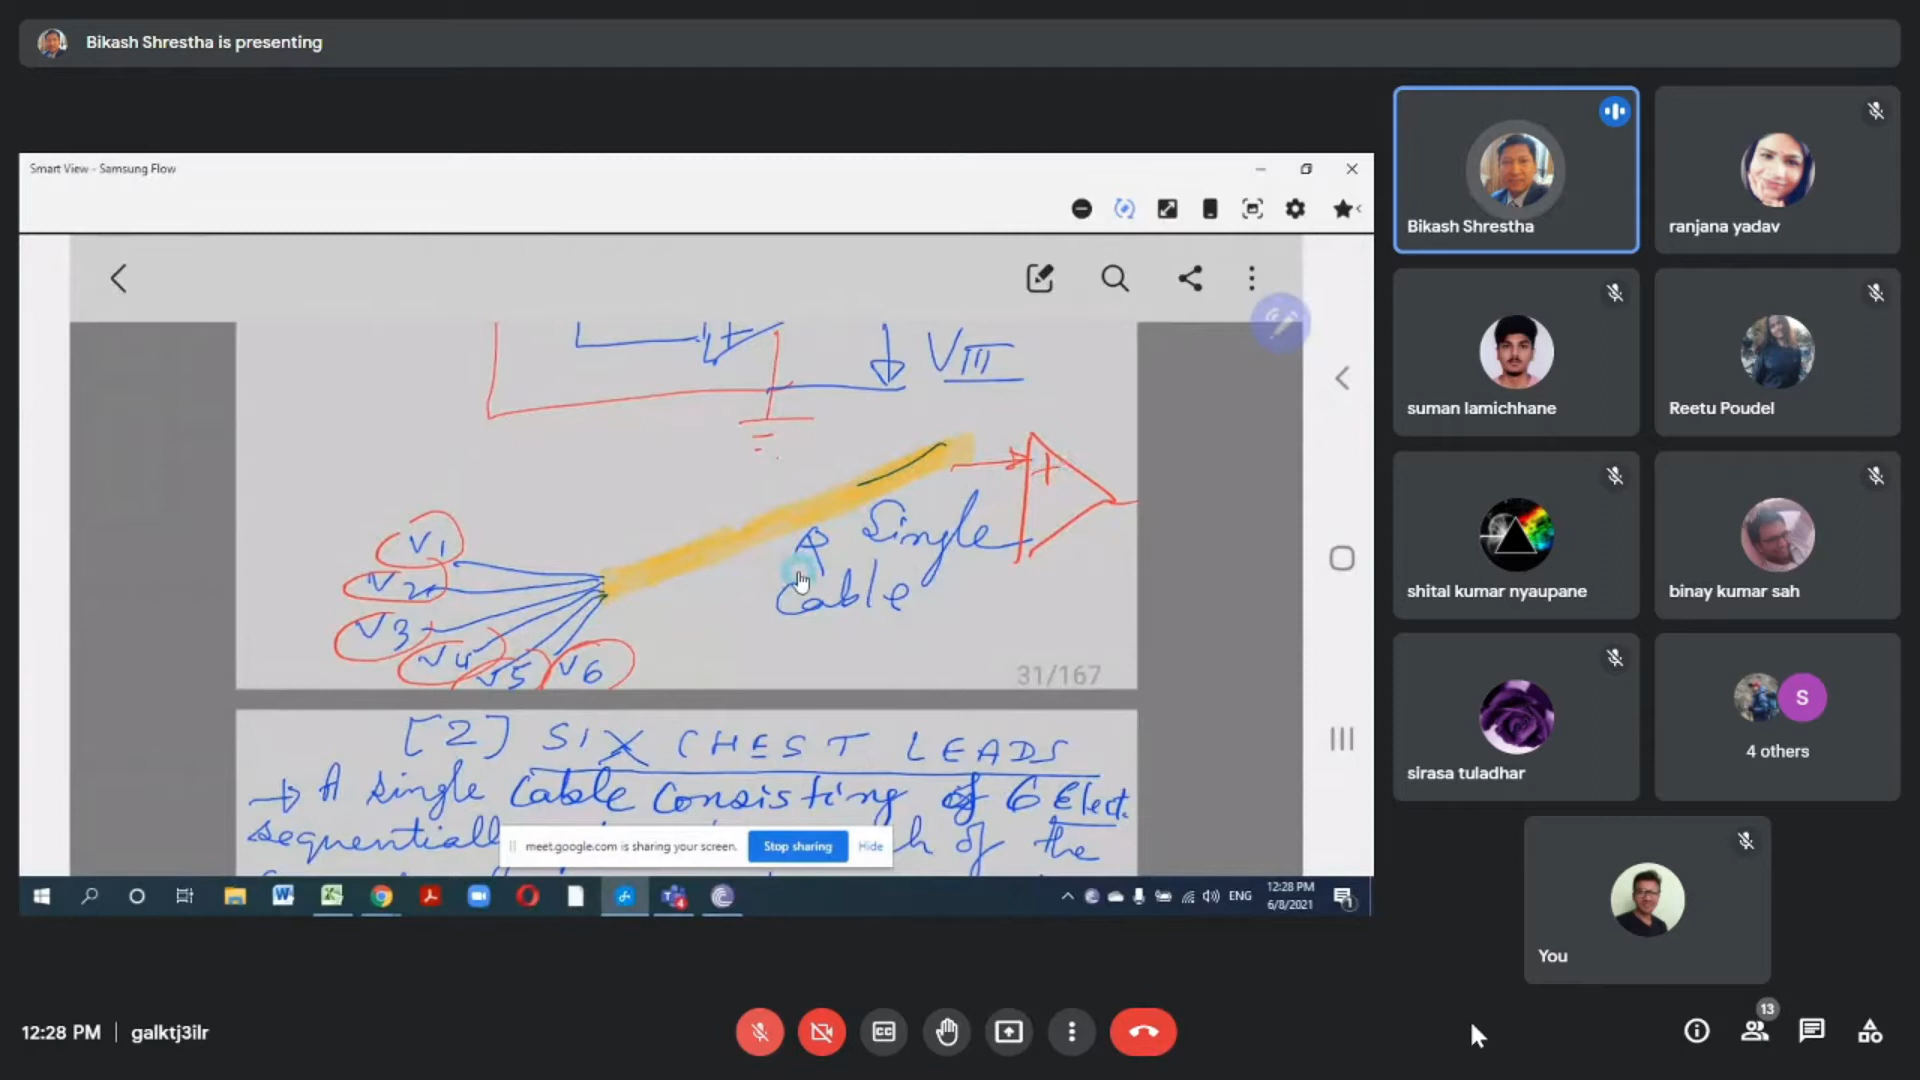 Bikash Shrestha is presenting
Smart View - Samsung Flow
VIII
+
A Single
Cable
V1
V2
V3
V4
V5
V6
31/167
[2] SIX CHEST LEADS
→ A single Cable Consisting of 6 Elect.
sequentiall
h of the
meet.google.com is sharing your screen.
Stop sharing
Hide
ENG
12:28 PM
6/8/2021
1
Bikash Shrestha
ranjana yadav
suman lamichhane
Reetu Poudel
shital kumar nyaupane
binay kumar sah
sirasa tuladhar
S
4 others
You
12:28 PM
galktj3ilr
13